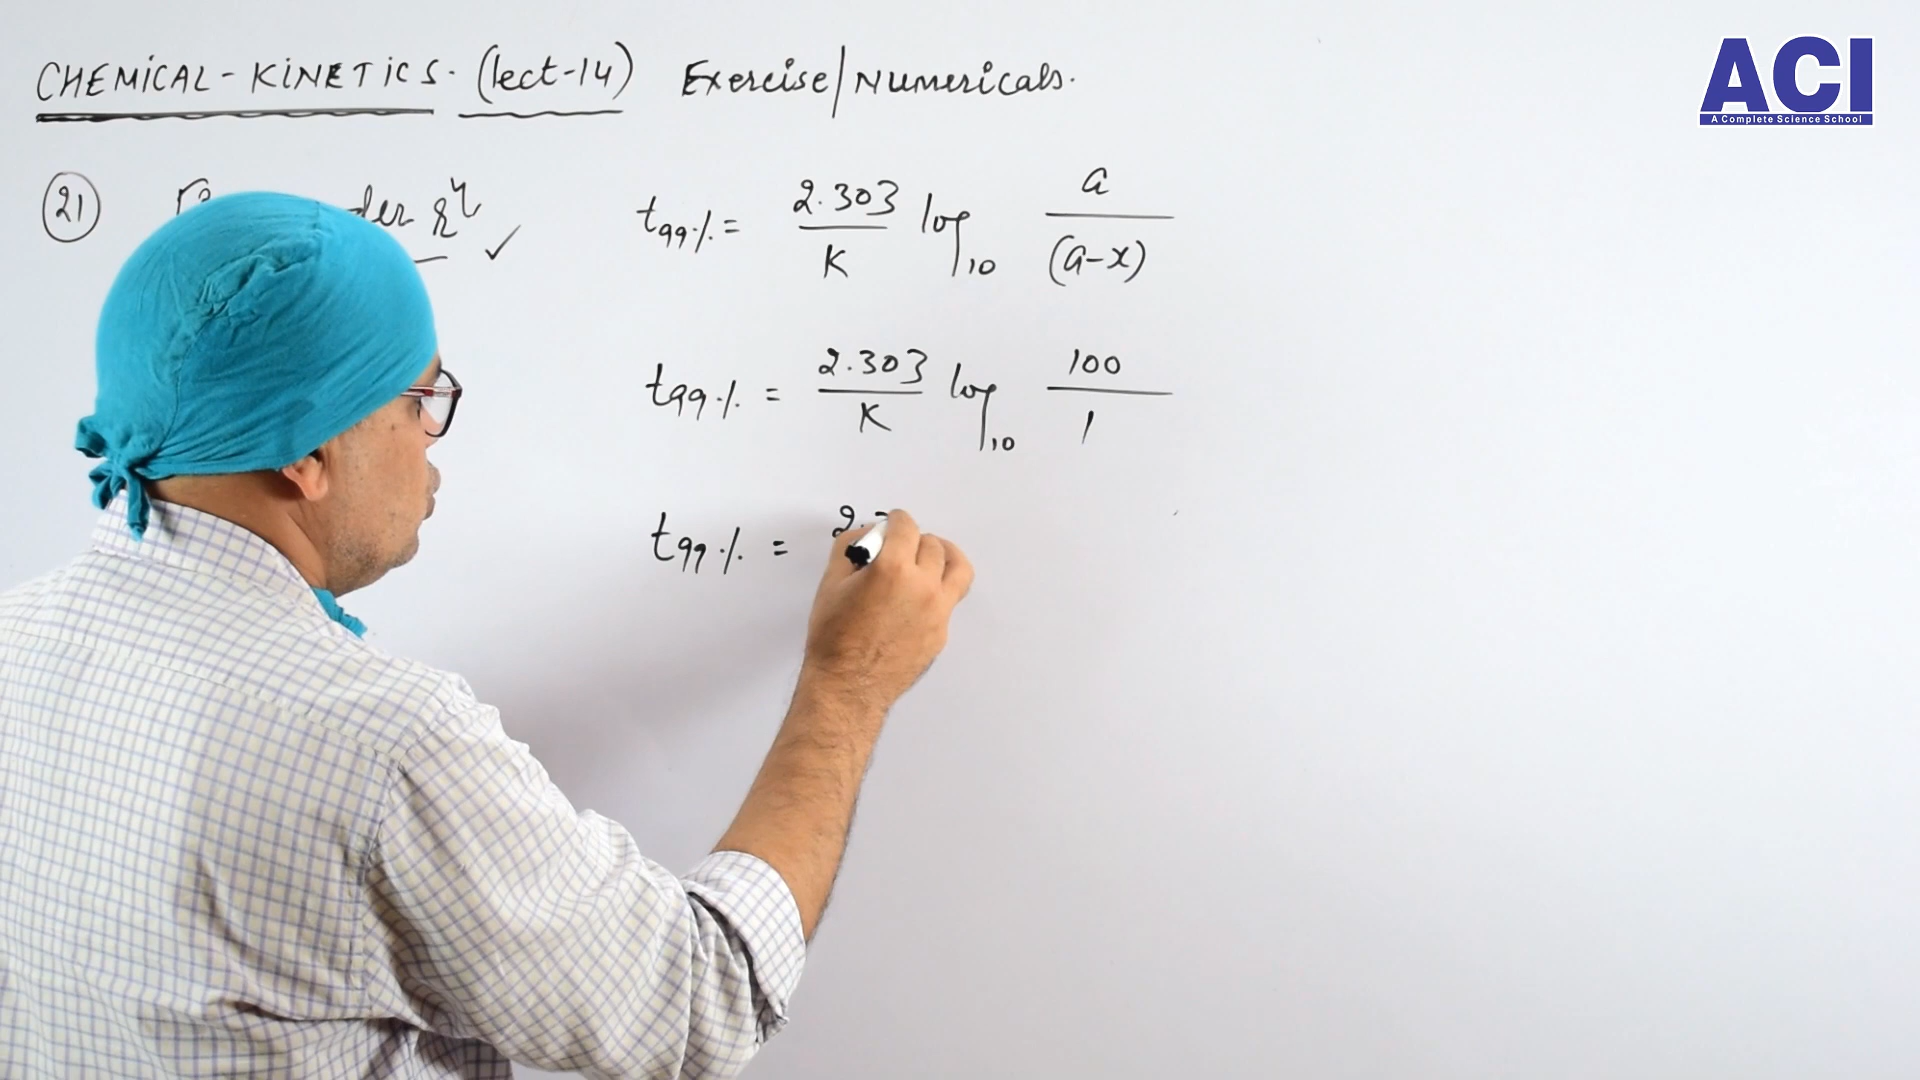 CHEMICAL-KINETICS. (lect-14) Exercise/Numericals.
ACI
A Complete Science School
21
t99% = 2.303/K log10 a/(a-x)
t99% = 2.303/K log10 100/1
t99% = 2.